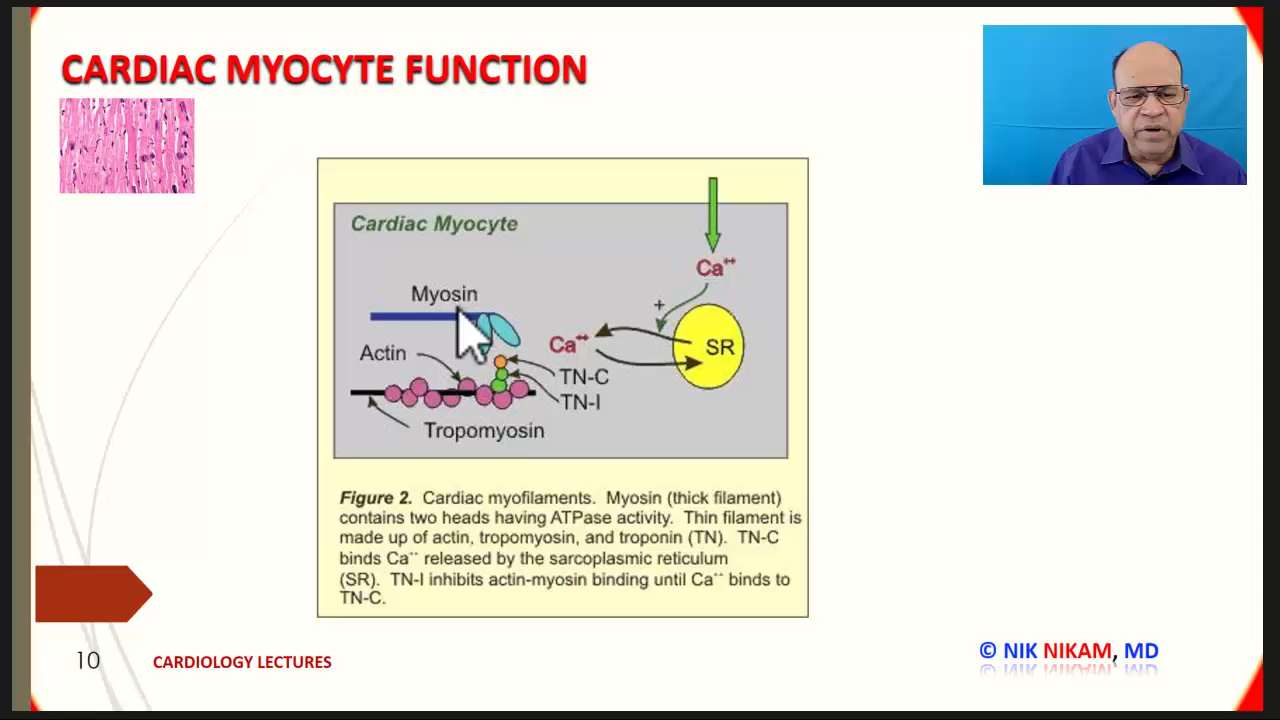 CARDIAC MYOCYTE FUNCTION
Cardiac Myocyte
Ca⁺⁺
Myosin
+
Ca⁺⁺
SR
Actin
TN-C
TN-I
Tropomyosin
Figure 2. Cardiac myofilaments. Myosin (thick filament)
contains two heads having ATPase activity. Thin filament is
made up of actin, tropomyosin, and troponin (TN). TN-C
binds Ca⁺⁺ released by the sarcoplasmic reticulum
(SR). TN-I inhibits actin-myosin binding until Ca⁺⁺ binds to
TN-C.
10
CARDIOLOGY LECTURES
© NIK NIKAM, MD